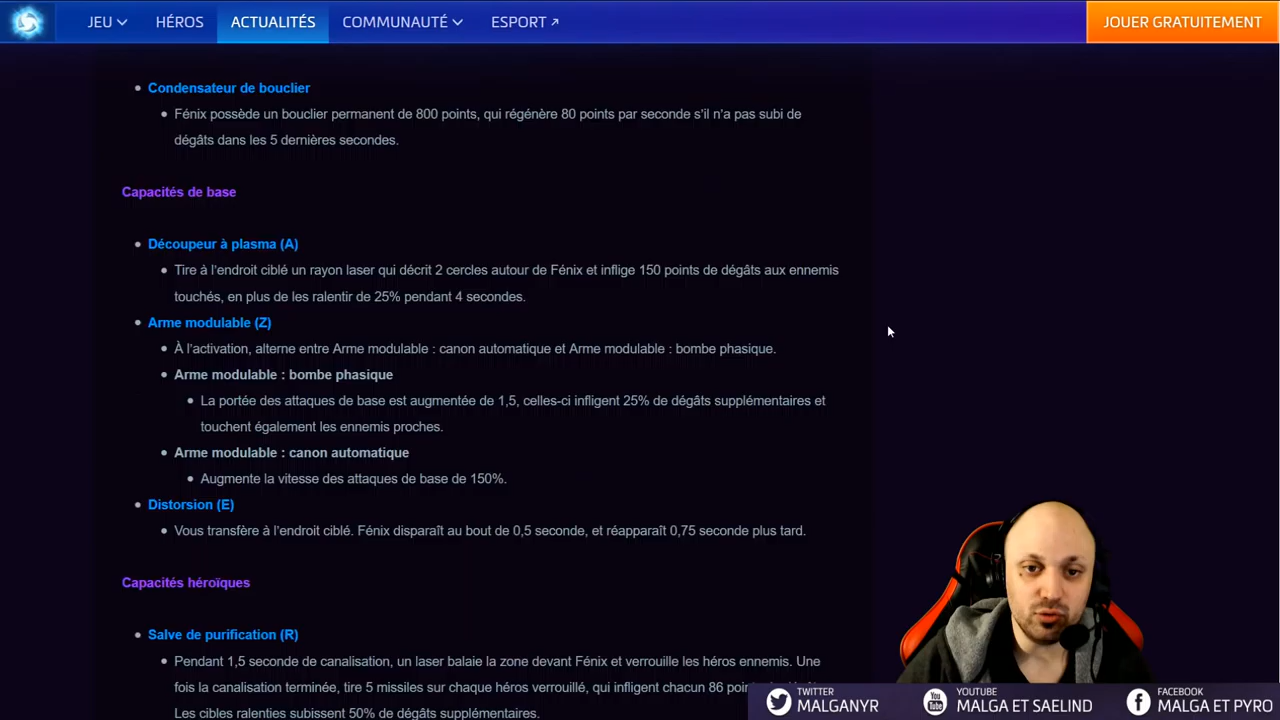 JEU HÉROS ACTUALITÉS COMMUNAUTÉ ESPORT JOUER GRATUITEMENT
Condensateur de bouclier
Fénix possède un bouclier permanent de 800 points, qui régénère 80 points par seconde s'il n'a pas subi de
dégâts dans les 5 dernières secondes.
Capacités de base
Découpeur à plasma (A)
Tire à l'endroit ciblé un rayon laser qui décrit 2 cercles autour de Fénix et inflige 150 points de dégâts aux ennemis
touchés, en plus de les ralentir de 25% pendant 4 secondes.
Arme modulable (Z)
À l'activation, alterne entre Arme modulable : canon automatique et Arme modulable : bombe phasique.
Arme modulable : bombe phasique
La portée des attaques de base est augmentée de 1,5, celles-ci infligent 25% de dégâts supplémentaires et
touchent également les ennemis proches.
Arme modulable : canon automatique
Augmente la vitesse des attaques de base de 150%.
Distorsion (E)
Vous transfère à l'endroit ciblé. Fénix disparaît au bout de 0,5 seconde, et réapparaît 0,75 seconde plus tard.
Capacités héroïques
Salve de purification (R)
Pendant 1,5 seconde de canalisation, un laser balaie la zone devant Fénix et verrouille les héros ennemis. Une
fois la canalisation terminée, tire 5 missiles sur chaque héros verrouillé, qui infligent chacun 86
Les cibles ralenties subissent 50% de dégâts supplémentaires.
TWITTER
MALGANYR
YOUTUBE
MALGA ET SAELIND
FACEBOOK
MALGA ET PYRO